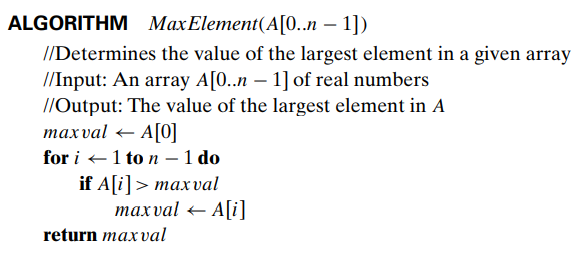 ALGORITHM MaxElement(A[0..n – 1])
//Determines the value of the largest element in a given array
//Input: An array A[0..n – 1] of real numbers
//Output: The value of the largest element in A
maxval ← A[0]
for i ← 1 to n – 1 do
if A[i] > maxval
maxval ← A[i]
return maxval